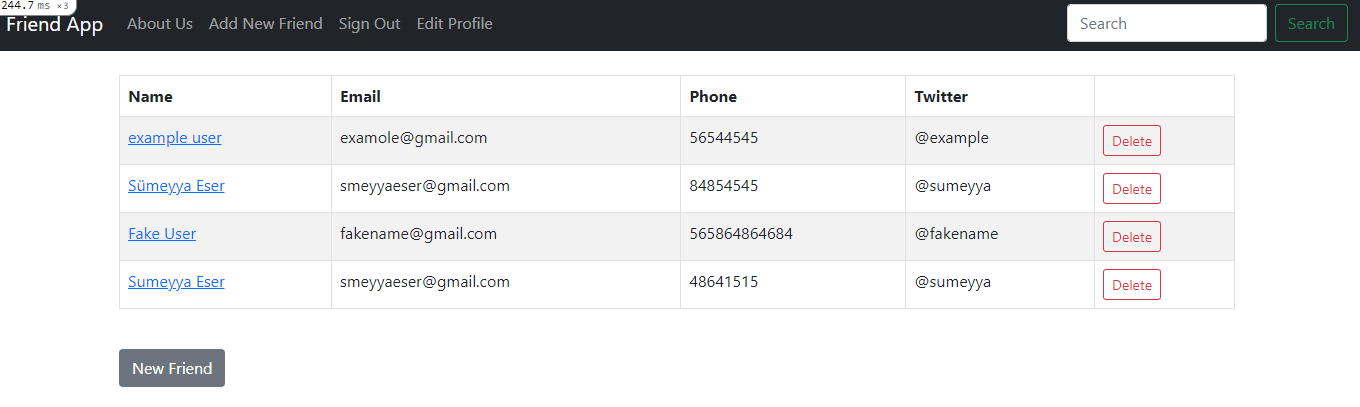 244.7 ms ×3
Friend App About Us Add New Friend Sign Out Edit Profile Search Search
Name Email Phone Twitter
example user examole@gmail.com 56544545 @example Delete
Sümeyya Eser smeyyaeser@gmail.com 84854545 @sumeyya Delete
Fake User fakename@gmail.com 565864864684 @fakename Delete
Sumeyya Eser smeyyaeser@gmail.com 48641515 @sumeyya Delete
New Friend